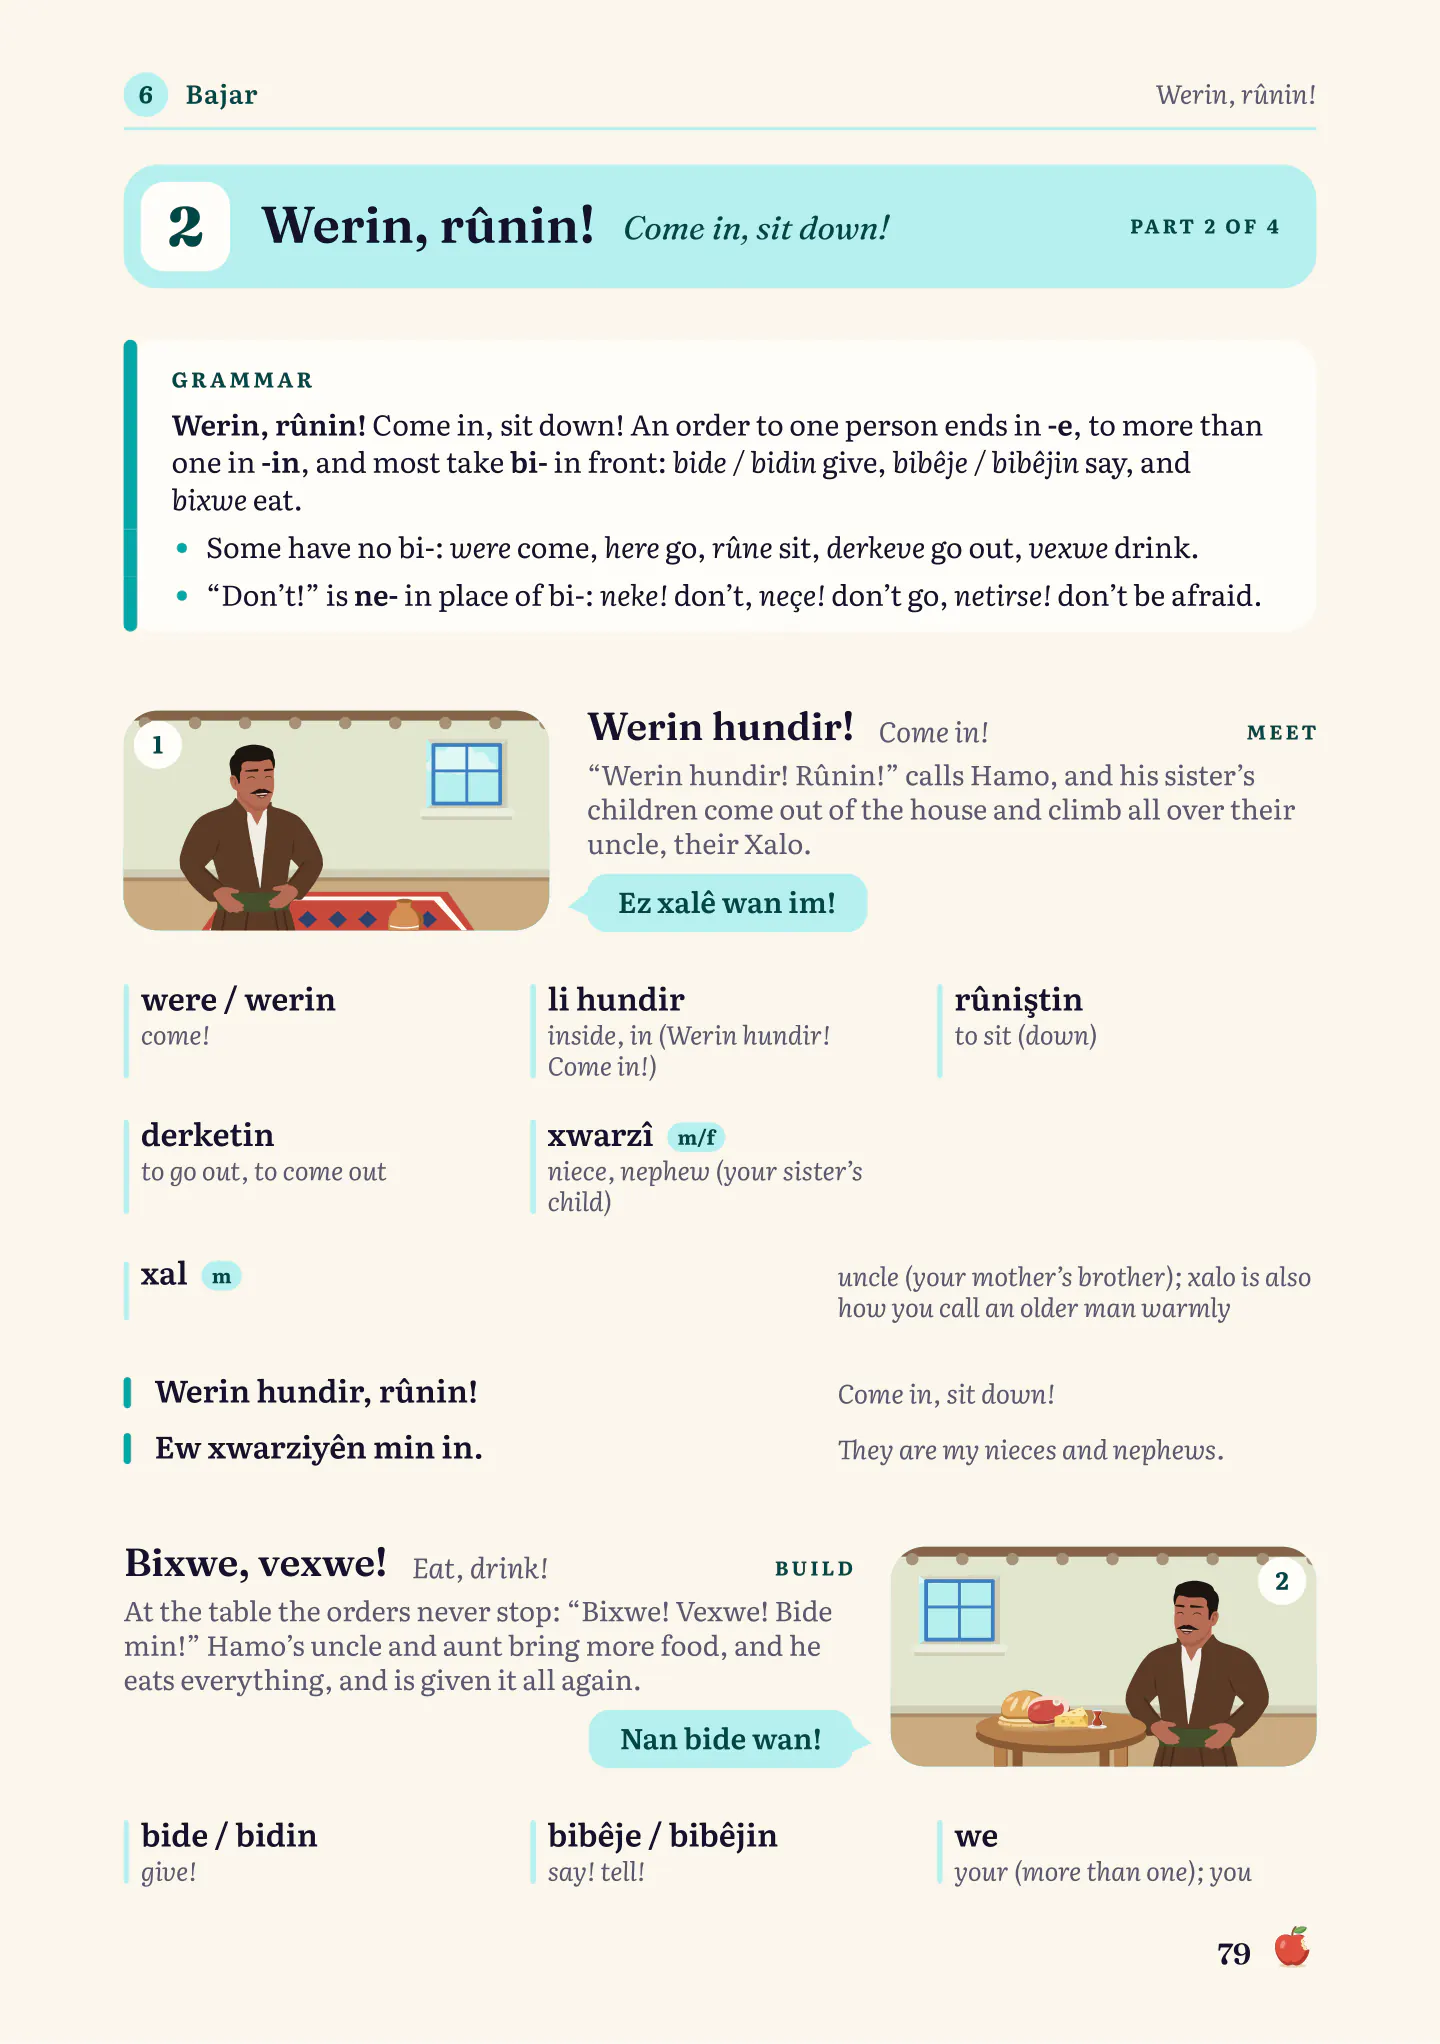 6 Bajar
Werin, rûnin!
2 Werin, rûnin! Come in, sit down! PART 2 OF 4
GRAMMAR
Werin, rûnin! Come in, sit down! An order to one person ends in -e, to more than
one in -in, and most take bi- in front: bide / bidin give, bibêje / bibêjin say, and
bixwe eat.
• Some have no bi-: were come, here go, rûne sit, derkeve go out, vexwe drink.
• “Don’t!” is ne- in place of bi-: neke! don’t, neçe! don’t go, netirse! don’t be afraid.
1
Werin hundir! Come in! MEET
“Werin hundir! Rûnin!” calls Hamo, and his sister’s
children come out of the house and climb all over their
uncle, their Xalo.
Ez xalê wan im!
were / werin
come!
li hundir
inside, in (Werin hundir!
Come in!)
rûniştin
to sit (down)
derketin
to go out, to come out
xwarzî m/f
niece, nephew (your sister’s
child)
xal m
uncle (your mother’s brother); xalo is also
how you call an older man warmly
Werin hundir, rûnin! Come in, sit down!
Ew xwarziyên min in. They are my nieces and nephews.
Bixwe, vexwe! Eat, drink! BUILD
At the table the orders never stop: “Bixwe! Vexwe! Bide
min!” Hamo’s uncle and aunt bring more food, and he
eats everything, and is given it all again.
Nan bide wan!
2
bide / bidin
give!
bibêje / bibêjin
say! tell!
we
your (more than one); you
79